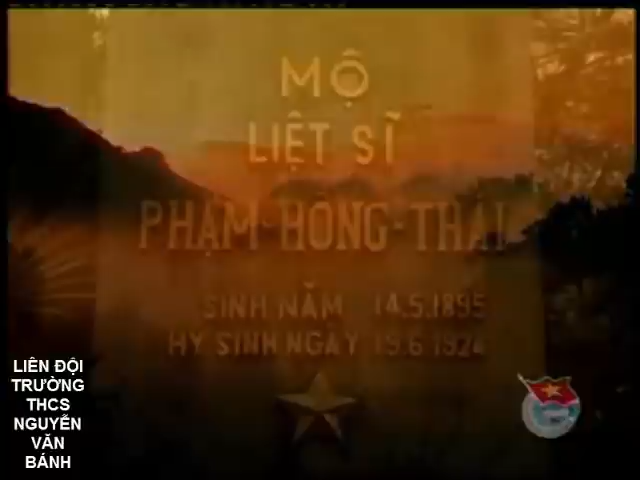 MỘ
LIỆT SĨ
PHẠM-HỒNG-THÁI
SINH NĂM 14.5.1895
HY SINH NGÀY 19.6.1924
LIÊN ĐỘI
TRƯỜNG
THCS
NGUYỄN
VĂN
BÁNH